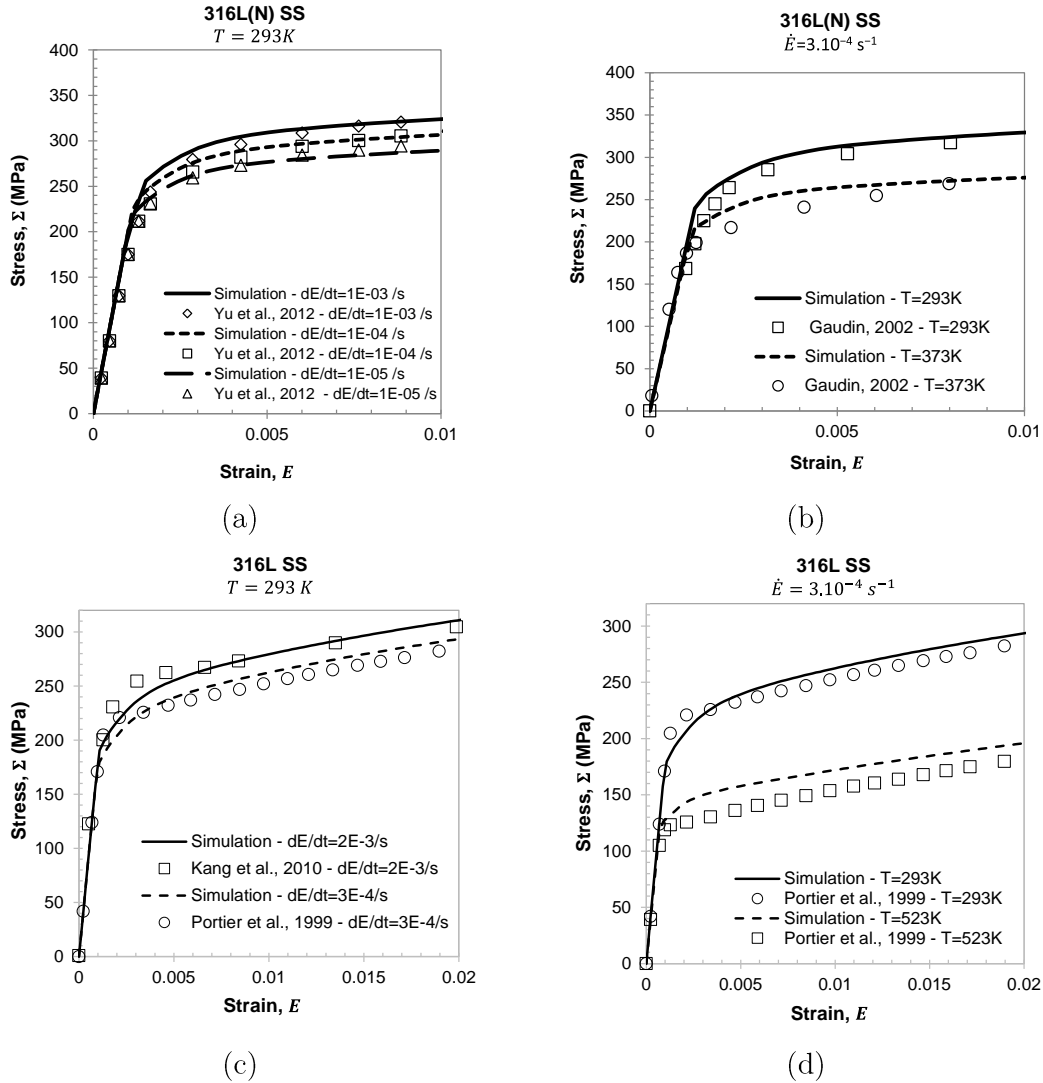 316L(N) SS
T = 293K
400
350
300
250
200
150
100
50
0
Stress, Σ (MPa)
Simulation - dE/dt=1E-03 /s
Yu et al., 2012 - dE/dt=1E-03 /s
Simulation - dE/dt=1E-04 /s
Yu et al., 2012 - dE/dt=1E-04 /s
Simulation - dE/dt=1E-05 /s
Yu et al., 2012 - dE/dt=1E-05 /s
0 0.005 0.01
Strain, E
(a)
316L(N) SS
Ė=3.10⁻⁴ s⁻¹
400
350
300
250
200
150
100
50
0
Stress, Σ (MPa)
Simulation - T=293K
Gaudin, 2002 - T=293K
Simulation - T=373K
Gaudin, 2002 - T=373K
0 0.005 0.01
Strain, E
(b)
316L SS
T = 293 K
300
250
200
150
100
50
0
Stress, Σ (MPa)
Simulation - dE/dt=2E-3/s
Kang et al., 2010 - dE/dt=2E-3/s
Simulation - dE/dt=3E-4/s
Portier et al., 1999 - dE/dt=3E-4/s
0 0.005 0.01 0.015 0.02
Strain, E
(c)
316L SS
Ė = 3.10⁻⁴ s⁻¹
300
250
200
150
100
50
0
Stress, Σ (MPa)
Simulation - T=293K
Portier et al., 1999 - T=293K
Simulation - T=523K
Portier et al., 1999 - T=523K
0 0.005 0.01 0.015 0.02
Strain, E
(d)